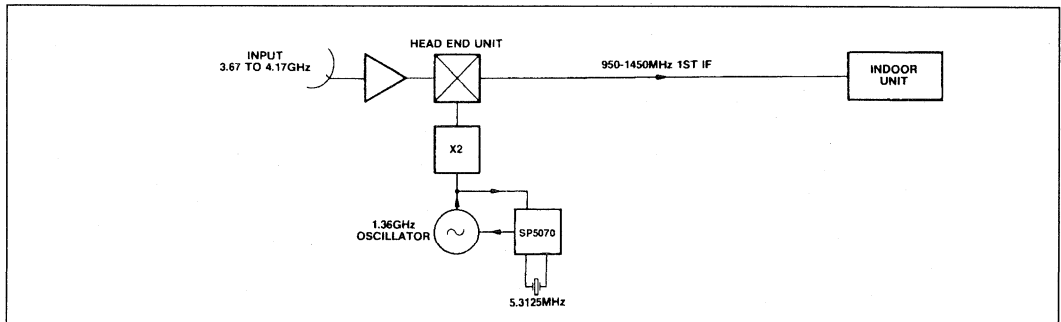 HEAD END UNIT
INPUT
3.67 TO 4.17GHz
950-1450MHz 1ST IF
INDOOR
UNIT
X2
1.36GHz
OSCILLATOR
SP5070
5.3125MHz